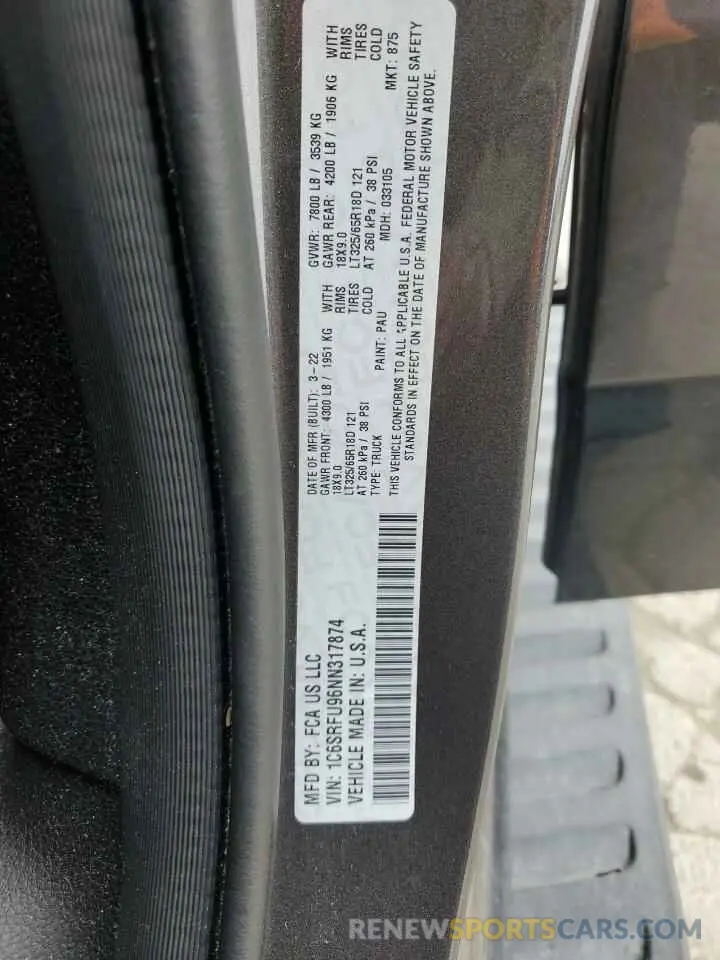 MFD BY: FCA US LLC
VIN: 1C6SRFU96NN317874
VEHICLE MADE IN: U.S.A.
DATE OF MFR (BUILT): 3-22 GVWR: 7800 LB / 3539 KG
GAWR FRONT: 4300 LB / 1951 KG WITH GAWR REAR: 4200 LB / 1906 KG WITH
18X9.0 RIMS 18X9.0 RIMS
LT325/65R18D 121 TIRES LT325/65R18D 121 TIRES
AT 260 kPa / 38 PSI COLD AT 260 kPa / 38 PSI COLD
TYPE: TRUCK PAINT: PAU MDH: 033105 MKT: 875
THIS VEHICLE CONFORMS TO ALL APPLICABLE U.S.A. FEDERAL MOTOR VEHICLE SAFETY
STANDARDS IN EFFECT ON THE DATE OF MANUFACTURE SHOWN ABOVE.
RENEWSPORTSCARS.COM